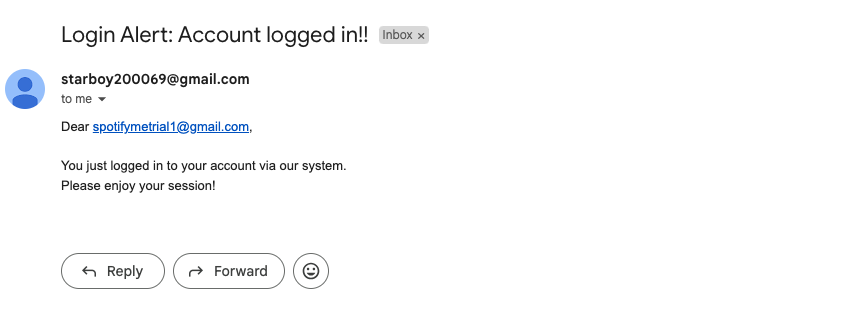 Login Alert: Account logged in!! Inbox ×
starboy200069@gmail.com
to me
Dear spotifymetrial1@gmail.com,
You just logged in to your account via our system.
Please enjoy your session!
Reply Forward